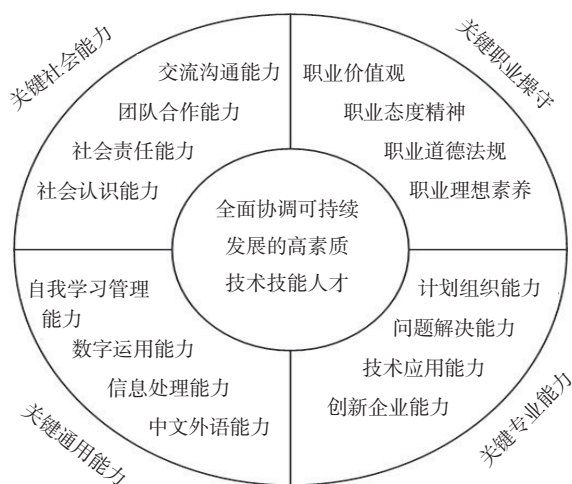 关键社会能力
交流沟通能力
团队合作能力
社会责任能力
社会认识能力
关键职业操守
职业价值观
职业态度精神
职业道德法规
职业理想素养
全面协调可持续
发展的高素质
技术技能人才
自我学习管理
能力
数字运用能力
信息处理能力
中文外语能力
关键通用能力
计划组织能力
问题解决能力
技术应用能力
创新企业能力
关键专业能力